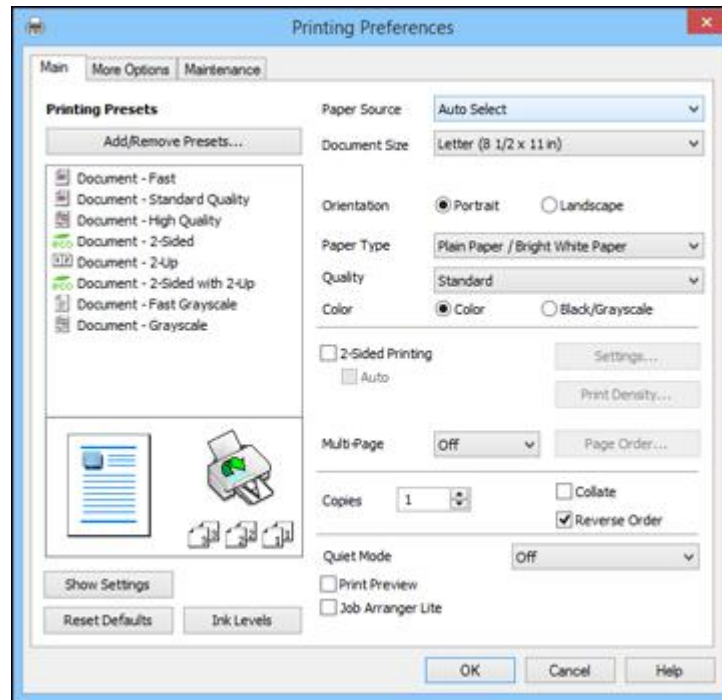 Printing Preferences
Main
More Options
Maintenance
Printing Presets
Add/Remove Presets...
Document - Fast
Document - Standard Quality
Document - High Quality
eco Document - 2-Sided
Document - 2-Up
eco Document - 2-Sided with 2-Up
Document - Fast Grayscale
Document - Grayscale
Show Settings
Reset Defaults
Ink Levels
Paper Source
Auto Select
Document Size
Letter (8 1/2 x 11 in)
Orientation
Portrait
Landscape
Paper Type
Plain Paper / Bright White Paper
Quality
Standard
Color
Color
Black/Grayscale
2-Sided Printing
Settings...
Auto
Print Density...
Multi-Page
Off
Page Order...
Copies
1
Collate
Reverse Order
Quiet Mode
Off
Print Preview
Job Arranger Lite
OK
Cancel
Help